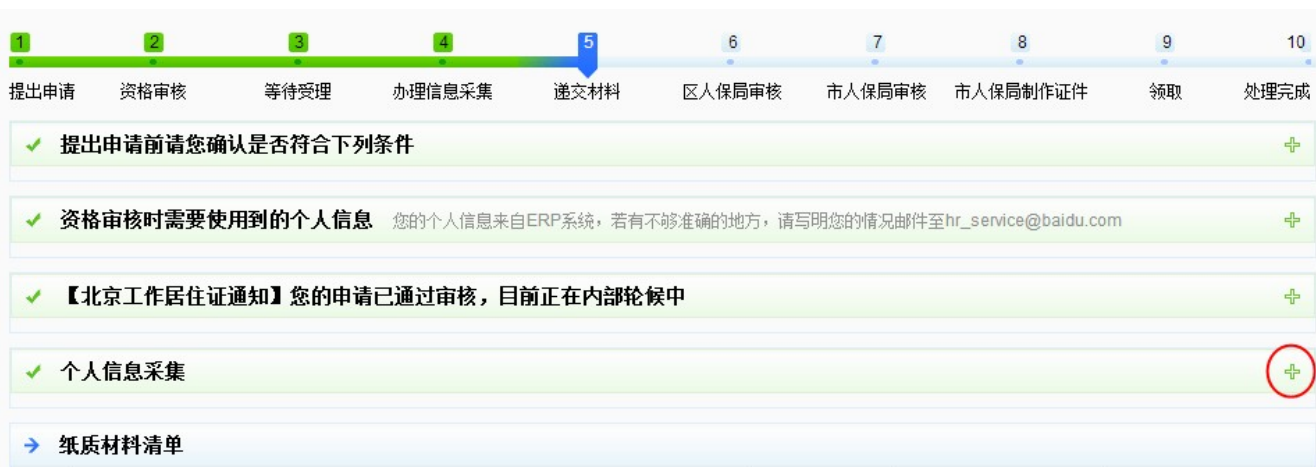 1 2 3 4 5 6 7 8 9 10
提出申请 资格审核 等待受理 办理信息采集 递交材料 区人保局审核 市人保局审核 市人保局制作证件 领取 处理完成
提出申请前请您确认是否符合下列条件
资格审核时需要使用到的个人信息 您的个人信息来自ERP系统，若有不够准确的地方，请写明您的情况邮件至hr_service@baidu.com
【北京工作居住证通知】您的申请已通过审核，目前正在内部轮候中
个人信息采集
纸质材料清单